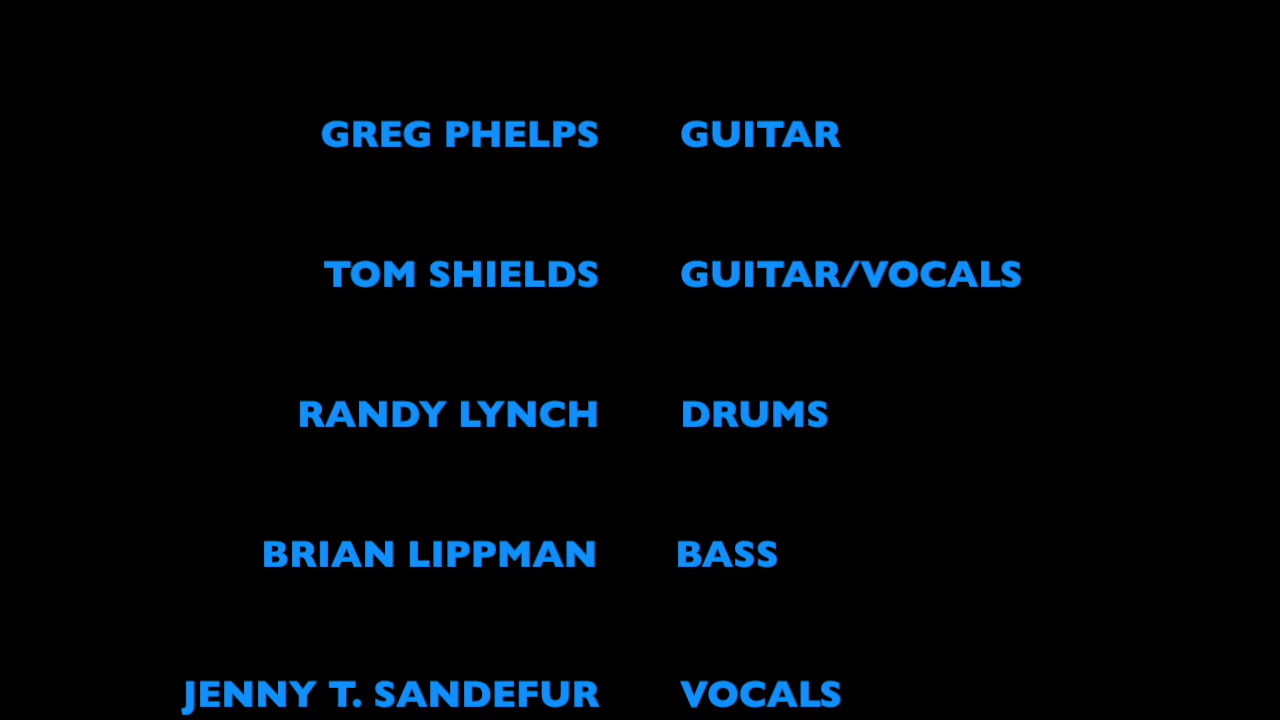 GREG PHELPS GUITAR
TOM SHIELDS GUITAR/VOCALS
RANDY LYNCH DRUMS
BRIAN LIPPMAN BASS
JENNY T. SANDEFUR VOCALS